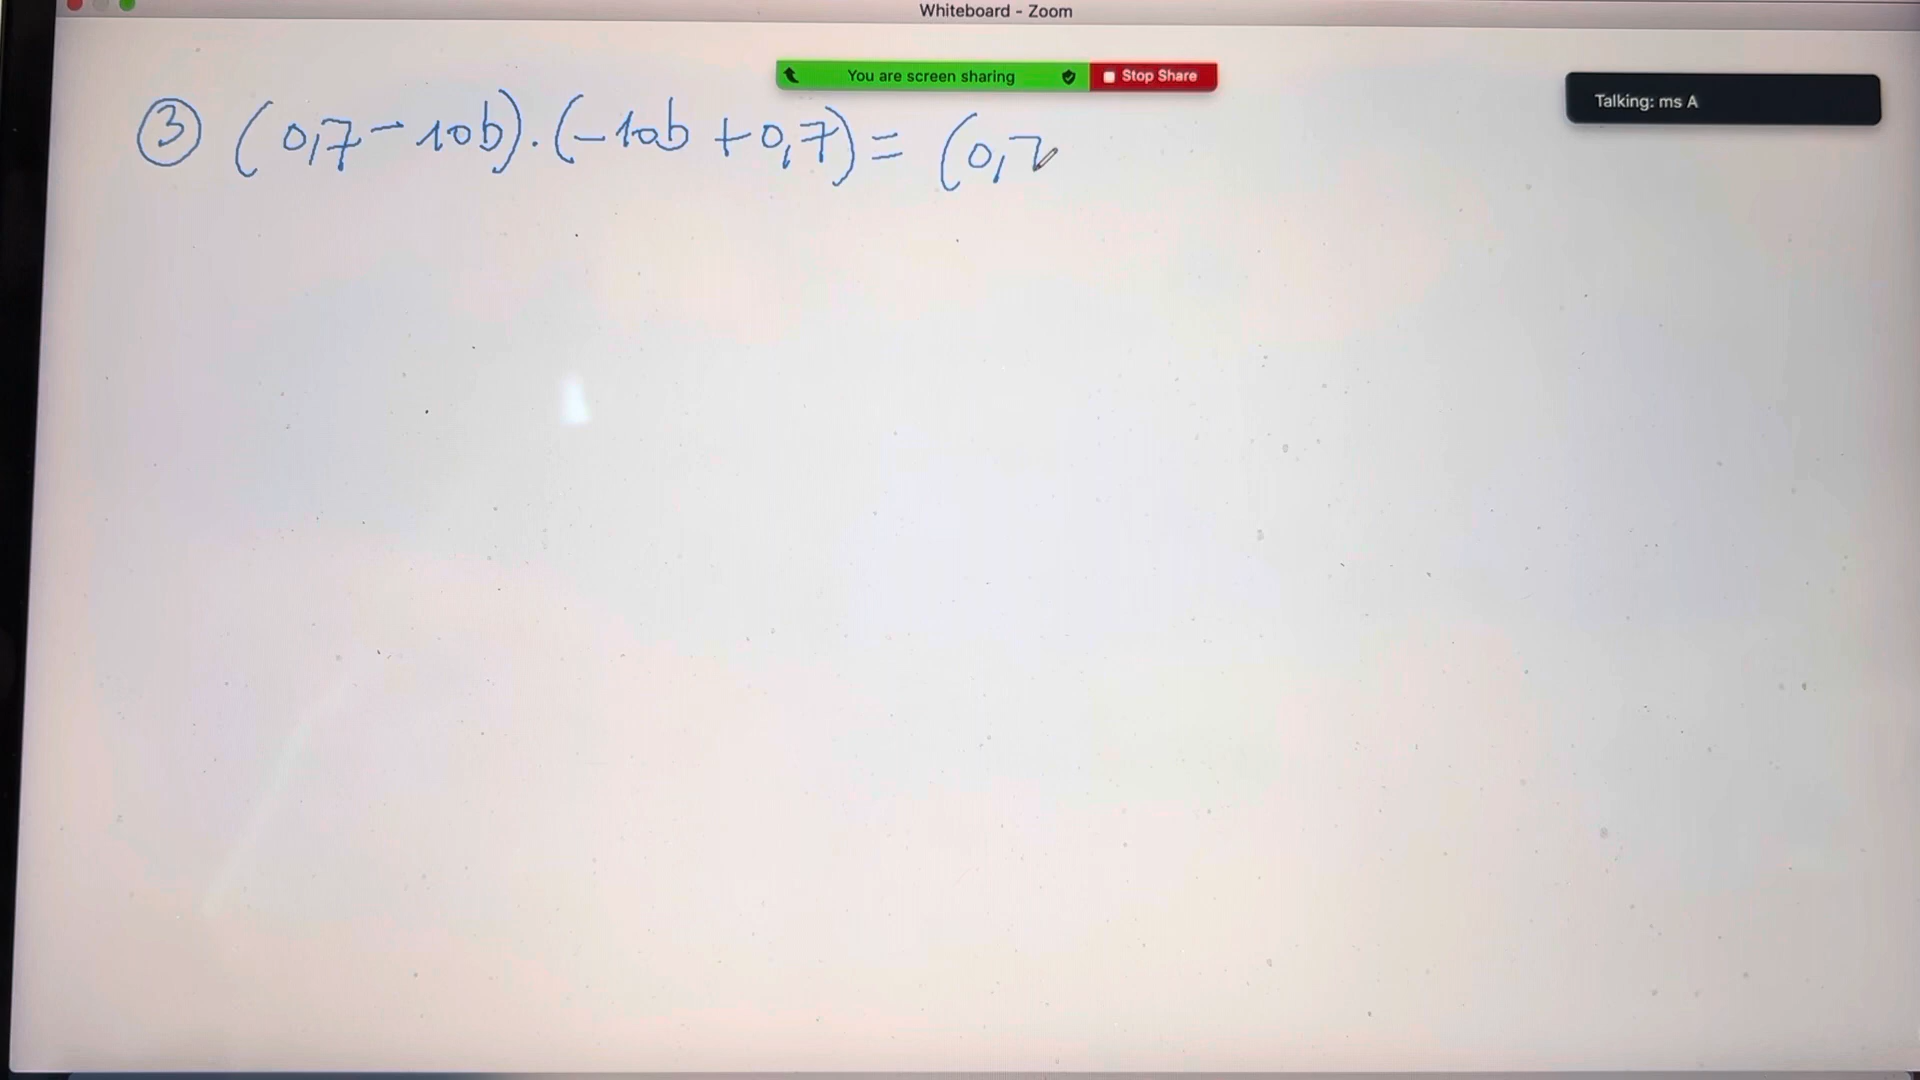 Whiteboard - Zoom
You are screen sharing Stop Share
Talking: ms A
③ (0,7 - 10b) . (-10b + 0,7) = (0,7